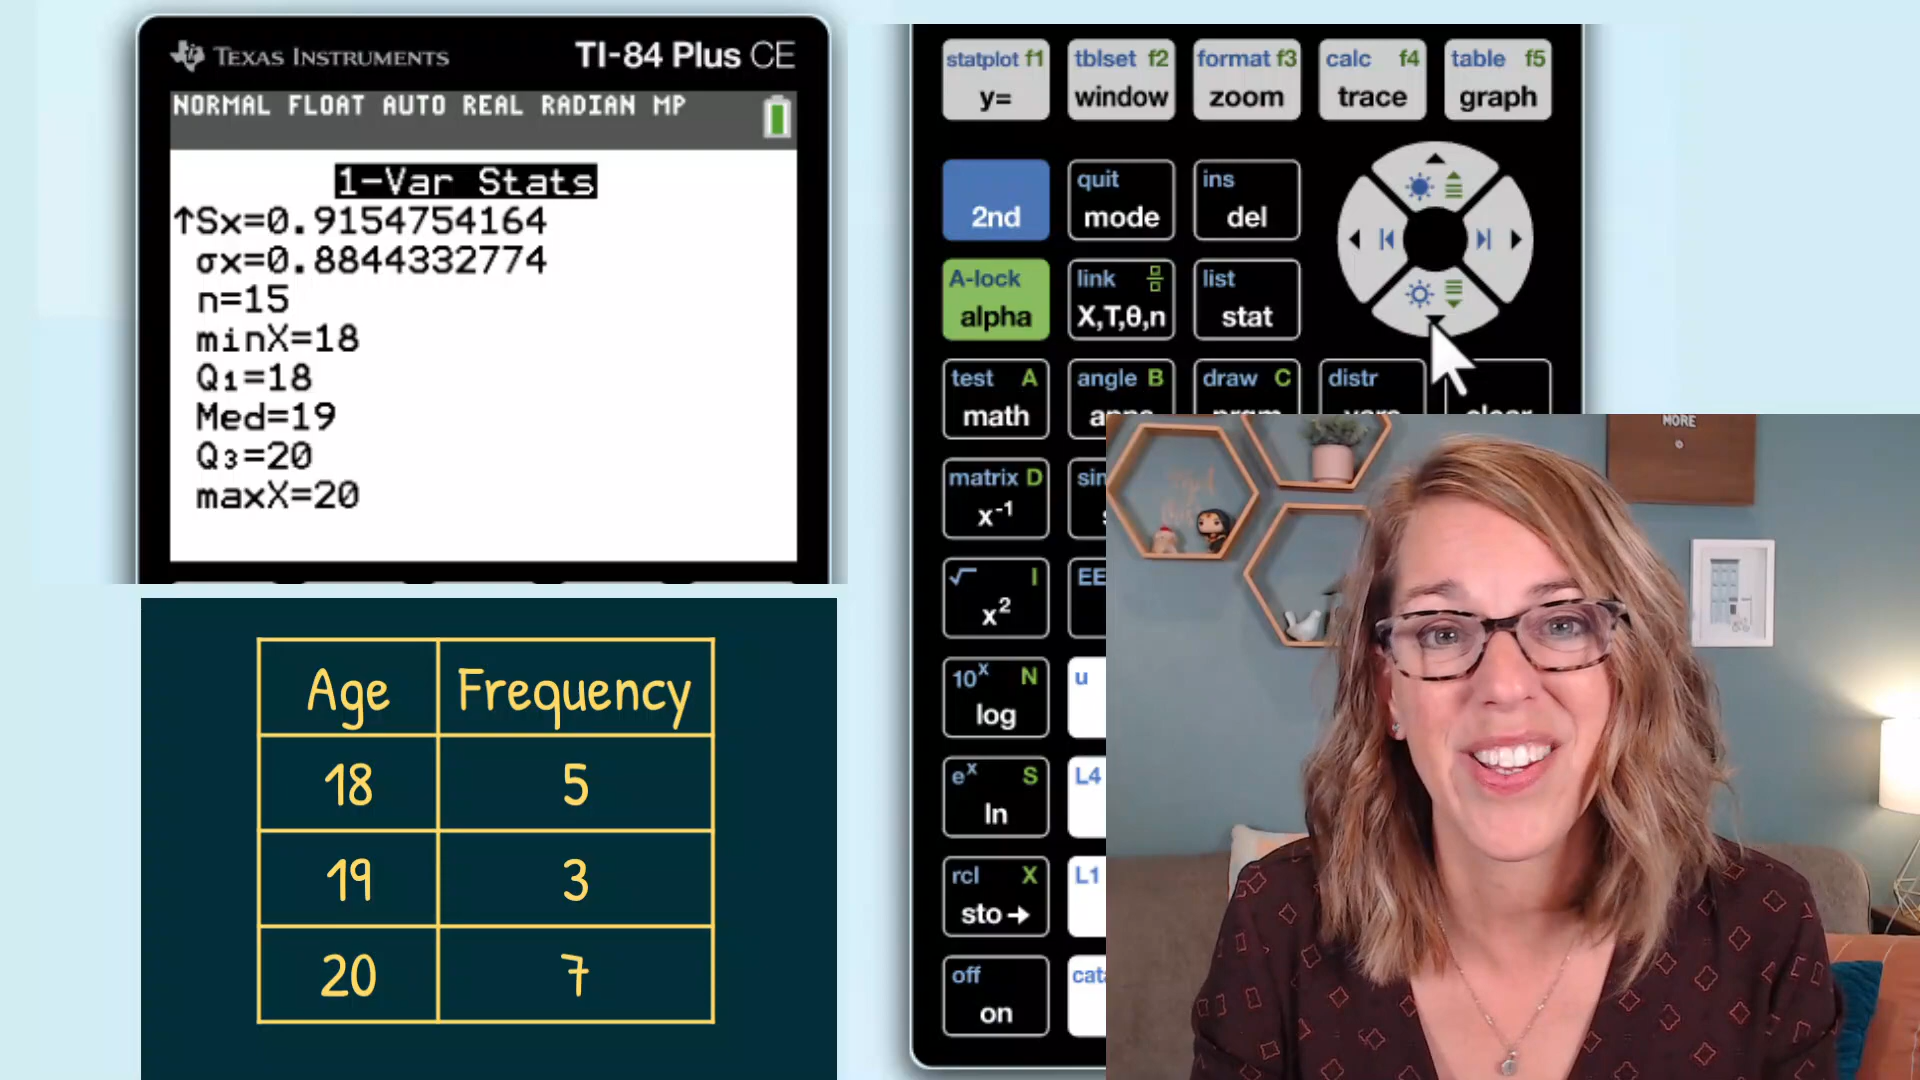 TEXAS INSTRUMENTS TI-84 Plus CE
NORMAL FLOAT AUTO REAL RADIAN MP
1-Var Stats
↑Sx=0.9154754164
σx=0.8844332774
n=15
minX=18
Q₁=18
Med=19
Q₃=20
maxX=20
Age Frequency
18 5
19 3
20 7
statplot f1 tblset f2 format f3 calc f4 table f5
y= window zoom trace graph
quit ins
2nd mode del
A-lock link list
alpha X,T,θ,n stat
test A angle B draw C distr
math
matrix D sin
x⁻¹
√ I EE
x²
10ˣ N u
log
eˣ S L4
ln
rcl X L1
sto→
off cat
on
MORE